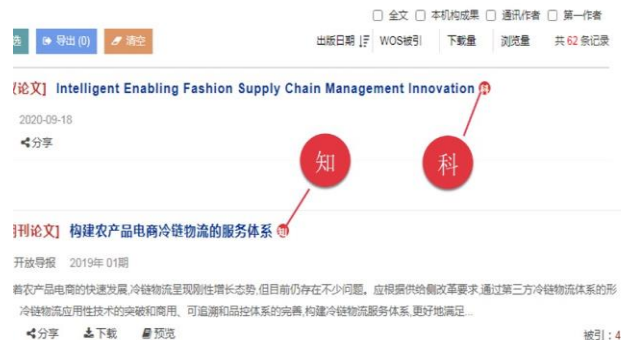 全文 本机构成果 通讯作者 第一作者
选 导出 (0) 清空 出版日期 WOS被引 下载量 浏览量 共 62 条记录
论文] Intelligent Enabling Fashion Supply Chain Management Innovation 科
2020-09-18
分享
知 科
刊论文] 构建农产品电商冷链物流的服务体系 知
开放导报 2019年 01期
着农产品电商的快速发展,冷链物流呈现刚性增长态势,但目前仍存在不少问题。应根据供给侧改革要求,通过第三方冷链物流体系的形
冷链物流应用性技术的突破和商用、可追溯和品控体系的完善,构建冷链物流服务体系,更好地满足...
分享 下载 预览 被引：4